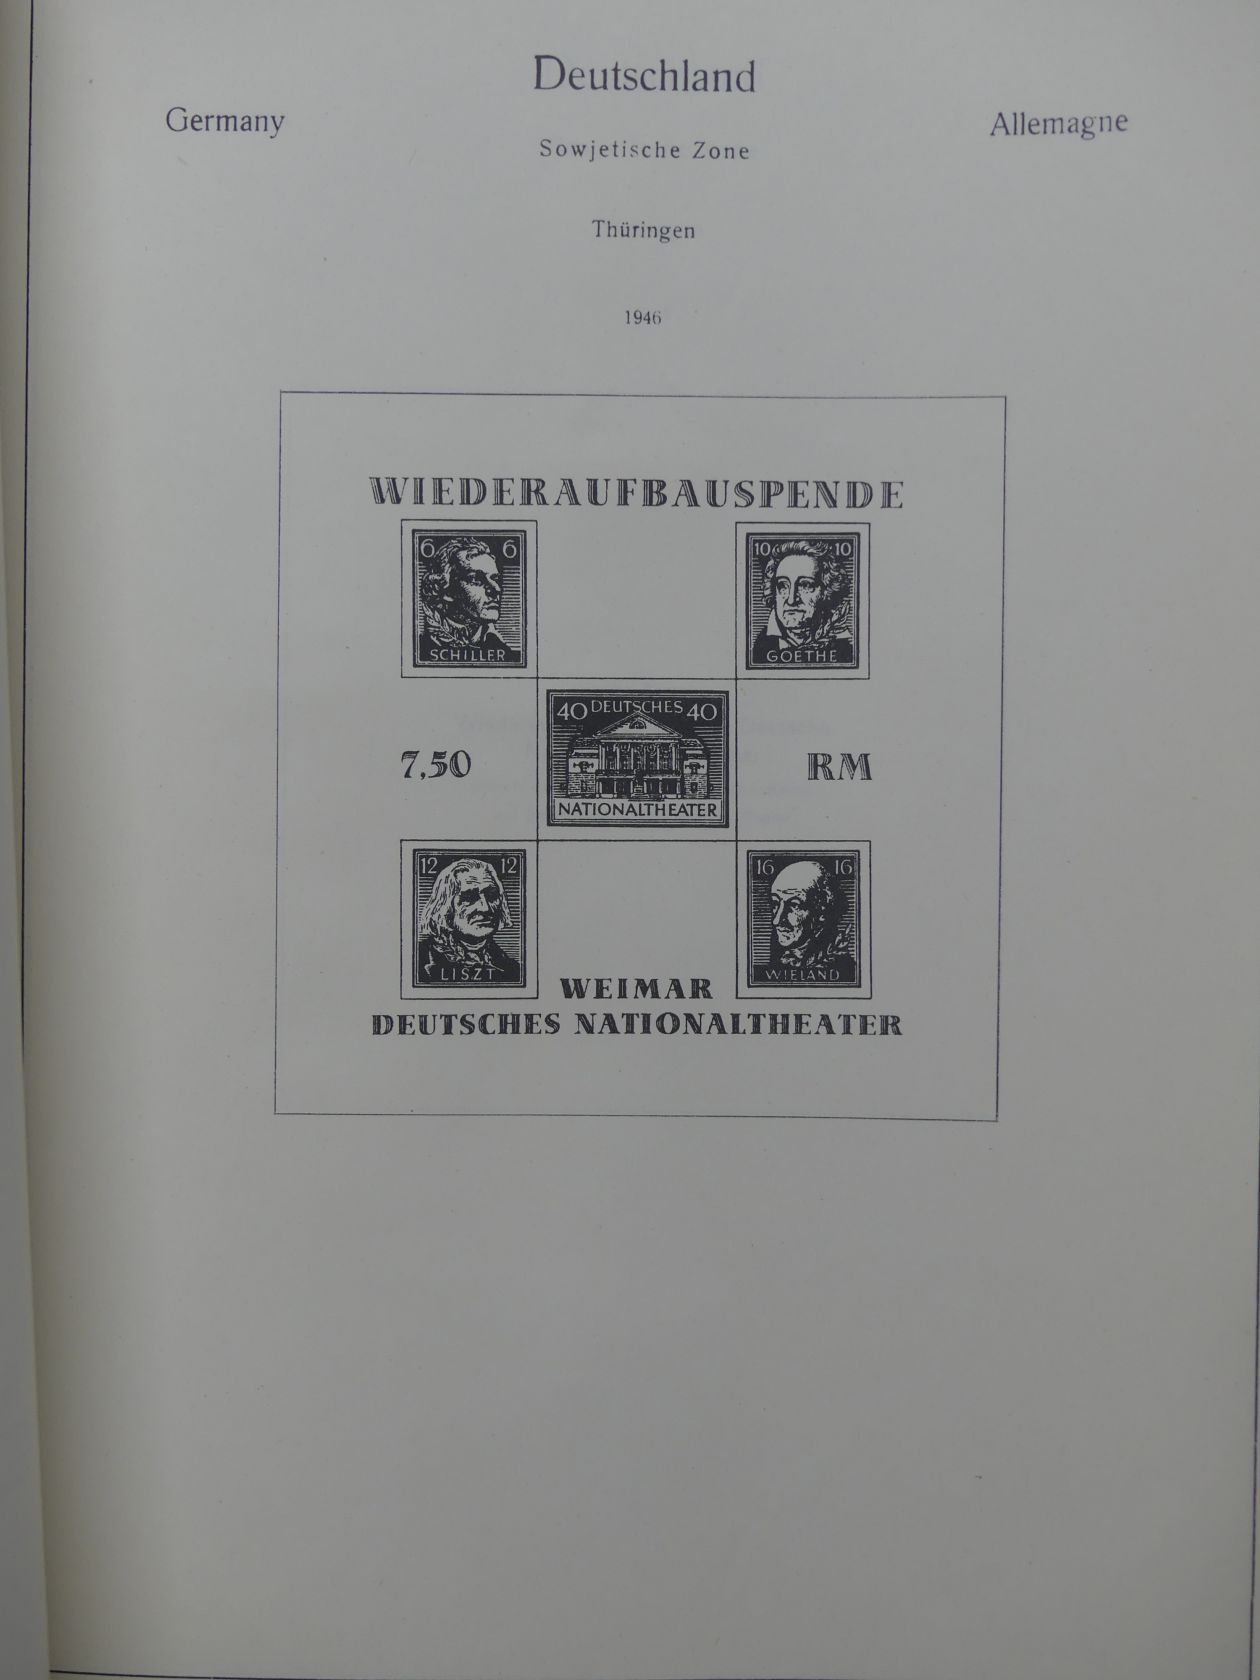 Deutschland
Germany
Allemagne
Sowjetische Zone
Thüringen
1946
WIEDERAUFBAUSPENDE
6 6
SCHILLER
10 10
GOETHE
40 DEUTSCHES 40
NATIONALTHEATER
7,50
RM
12 12
LISZT
16 16
WIELAND
WEIMAR
DEUTSCHES NATIONALTHEATER